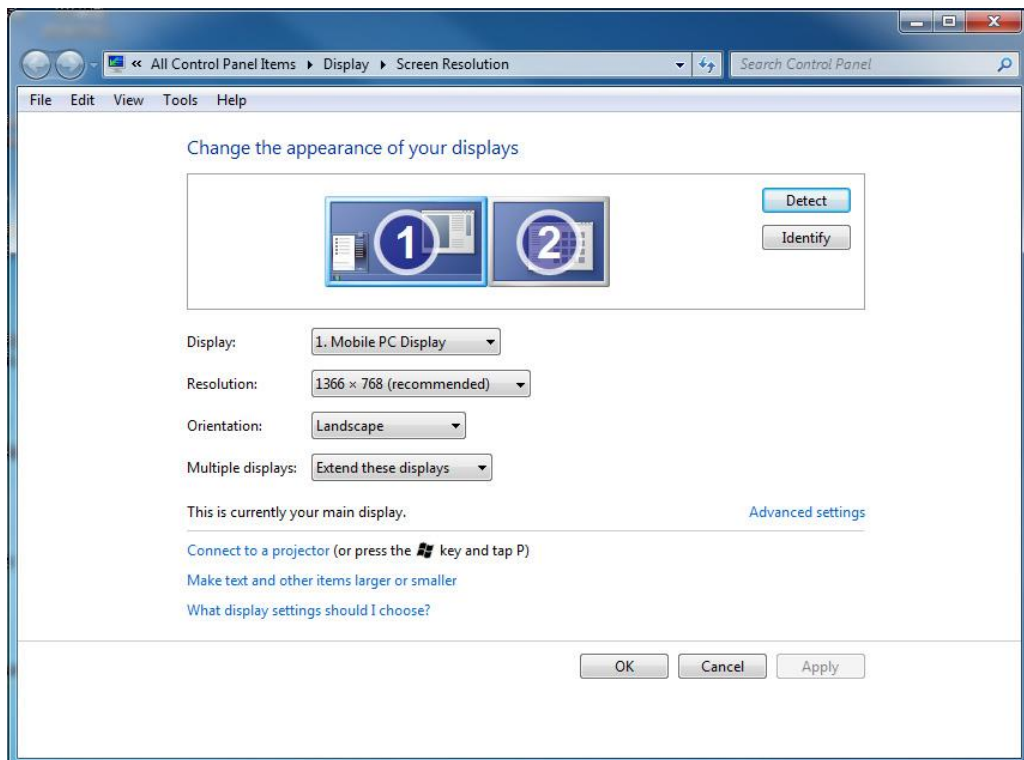 « All Control Panel Items ▸ Display ▸ Screen Resolution
Search Control Panel
File Edit View Tools Help
Change the appearance of your displays
1 2
Detect
Identify
Display: 1. Mobile PC Display
Resolution: 1366 × 768 (recommended)
Orientation: Landscape
Multiple displays: Extend these displays
This is currently your main display. Advanced settings
Connect to a projector (or press the key and tap P)
Make text and other items larger or smaller
What display settings should I choose?
OK Cancel Apply